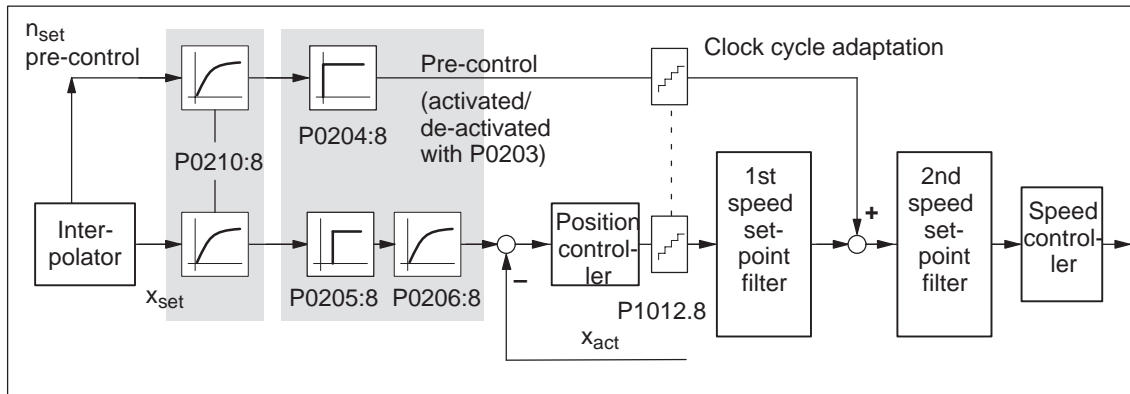 n_set
pre-control
Clock cycle adaptation
Pre-control
(activated/
de-activated
with P0203)
P0204:8
P0210:8
Inter-
polator
x_set
P0205:8
P0206:8
–
Position
control-
ler
P1012.8
x_act
1st
speed
set-
point
filter
+
2nd
speed
set-
point
filter
Speed
control-
ler